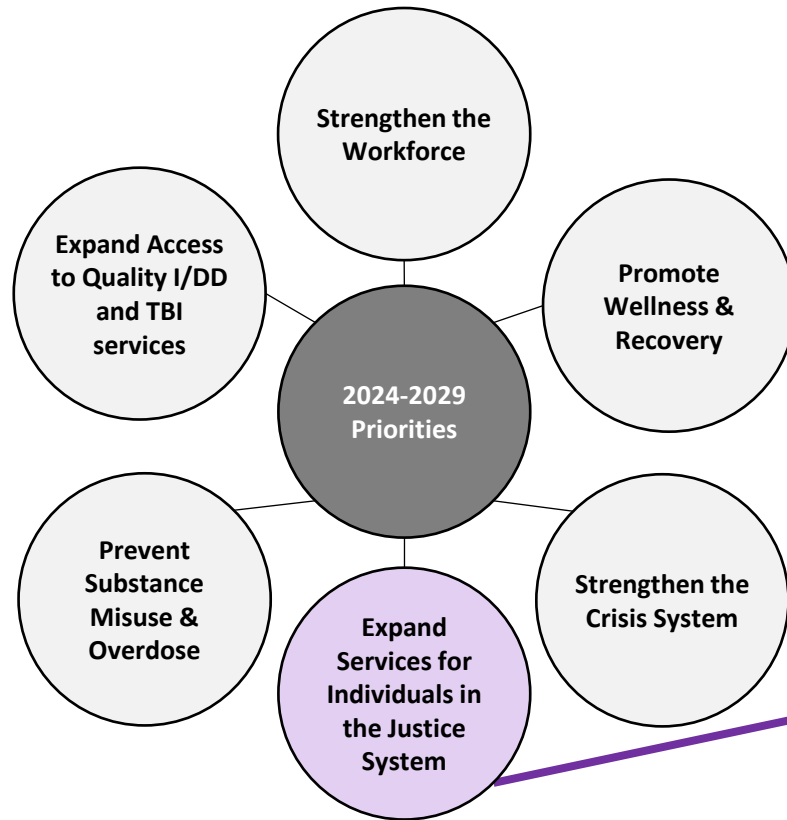 Strengthen the
Workforce
Expand Access
to Quality I/DD
and TBI
services
Promote
Wellness &
Recovery
2024-2029
Priorities
Prevent
Substance
Misuse &
Overdose
Strengthen the
Crisis System
Expand
Services for
Individuals in
the Justice
System